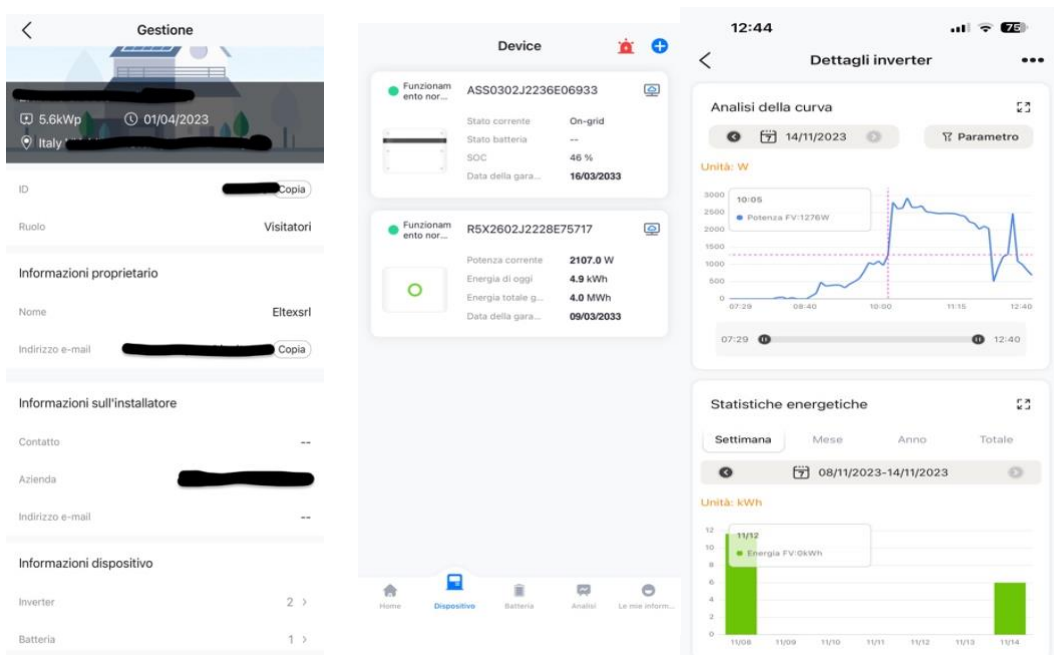 Gestione
5.6kWp 01/04/2023
Italy
ID Copia
Ruolo Visitatori
Informazioni proprietario
Nome Eltexsrl
Indirizzo e-mail Copia
Informazioni sull'installatore
Contatto --
Azienda
Indirizzo e-mail --
Informazioni dispositivo
Inverter 2
Batteria 1
Device
Funzionam
ento nor...
ASS0302J2236E06933
Stato corrente On-grid
Stato batteria --
SOC 46 %
Data della gara... 16/03/2033
Funzionam
ento nor...
R5X2602J2228E75717
Potenza corrente 2107.0 W
Energia di oggi 4.9 kWh
Energia totale g... 4.0 MWh
Data della gara... 09/03/2033
Home Dispositivo Batteria Analisi Le mie inform...
12:44 75
Dettagli inverter
Analisi della curva
7 14/11/2023 Parametro
Unità: W
3000
2500
2000
1500
1000
500
0
10:05
Potenza FV:1276W
07:29 08:40 10:00 11:15 12:40
07:29 12:40
Statistiche energetiche
Settimana Mese Anno Totale
7 08/11/2023-14/11/2023
Unità: kWh
12
10
8
6
4
2
0
11/12
Energia FV:0kWh
11/08 11/09 11/10 11/11 11/12 11/13 11/14